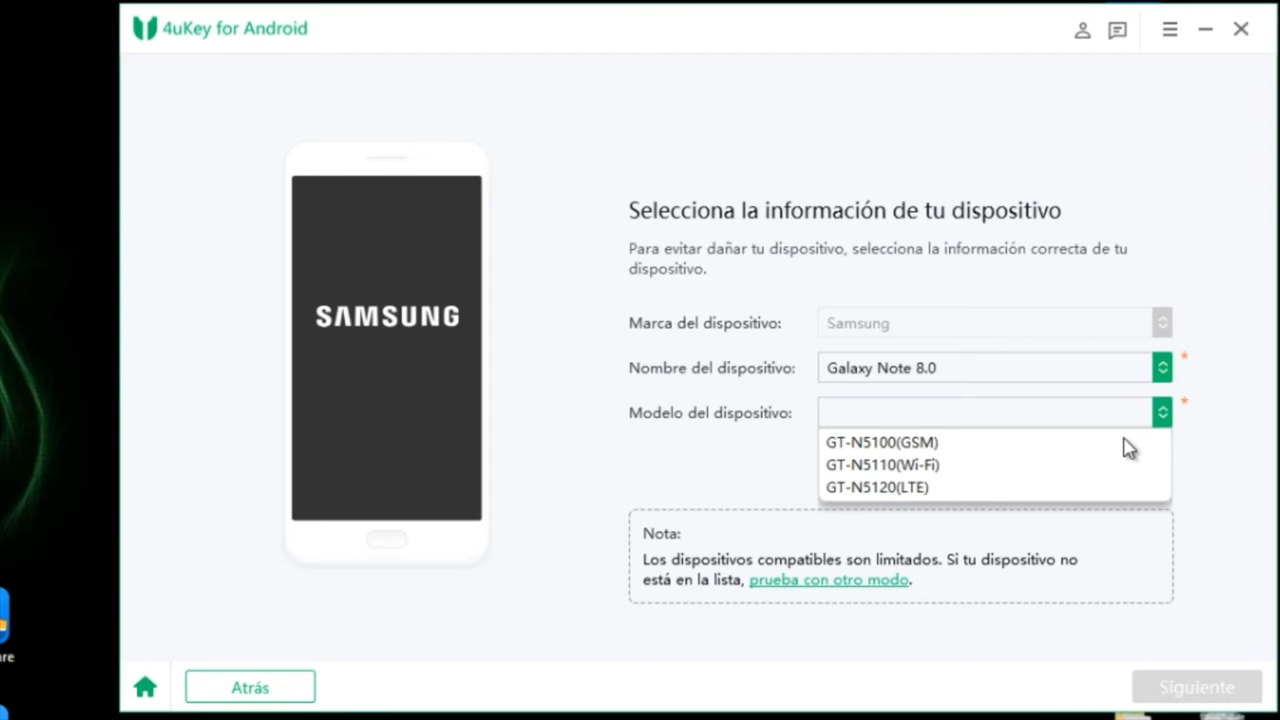 4uKey for Android
SAMSUNG
Selecciona la información de tu dispositivo
Para evitar dañar tu dispositivo, selecciona la información correcta de tu
dispositivo.
Marca del dispositivo: Samsung
Nombre del dispositivo: Galaxy Note 8.0 *
Modelo del dispositivo: *
GT-N5100(GSM)
GT-N5110(Wi-Fi)
GT-N5120(LTE)
Nota:
Los dispositivos compatibles son limitados. Si tu dispositivo no
está en la lista, prueba con otro modo.
Atrás
Siguiente